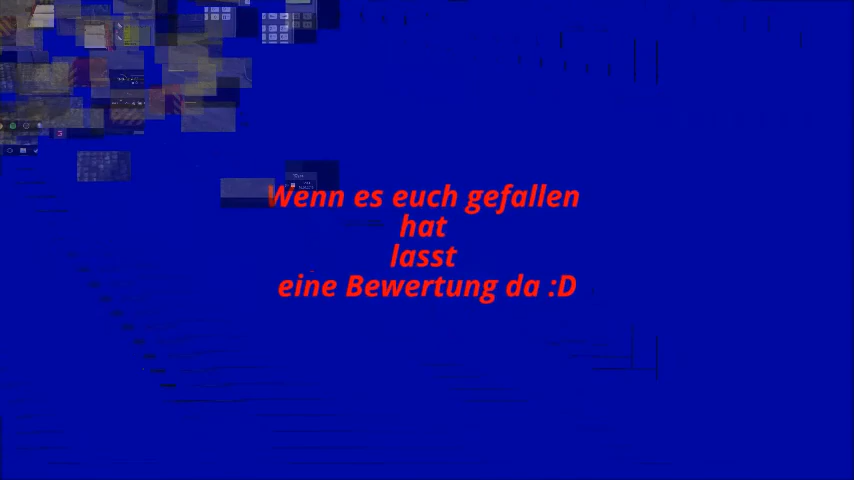 Wenn es euch gefallen
hat
lasst
eine Bewertung da :D